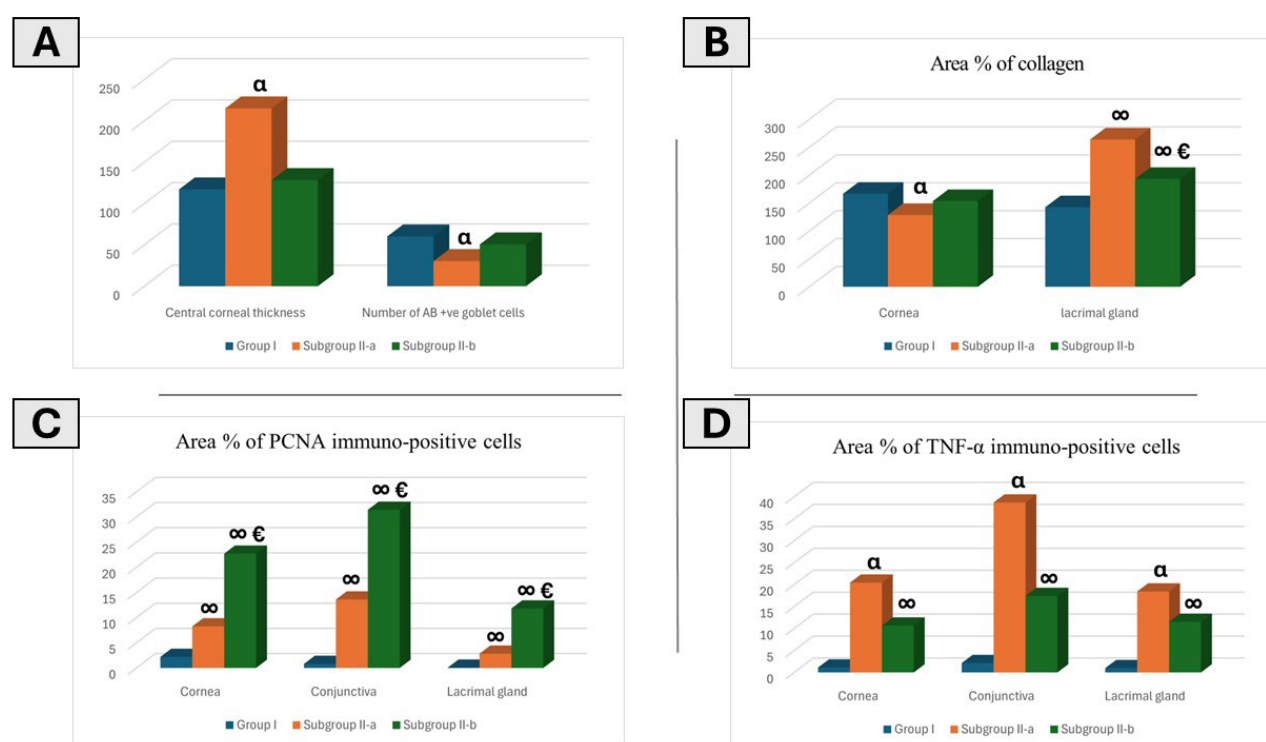 A
250
200
150
100
50
0
α
α
Central corneal thickness
Number of AB +ve goblet cells
Group I
Subgroup II-a
Subgroup II-b
B
Area % of collagen
300
250
200
150
100
50
0
α
∞
∞ €
Cornea
lacrimal gland
Group I
Subgroup II-a
Subgroup II-b
C
Area % of PCNA immuno-positive cells
35
30
25
20
15
10
5
0
∞
∞ €
∞
∞ €
∞
∞ €
Cornea
Conjunctiva
Lacrimal gland
Group I
Subgroup II-a
Subgroup II-b
D
Area % of TNF-α immuno-positive cells
40
35
30
25
20
15
10
5
0
α
∞
α
∞
α
∞
Cornea
Conjunctiva
Lacrimal gland
Group I
Subgroup II-a
Subgroup II-b